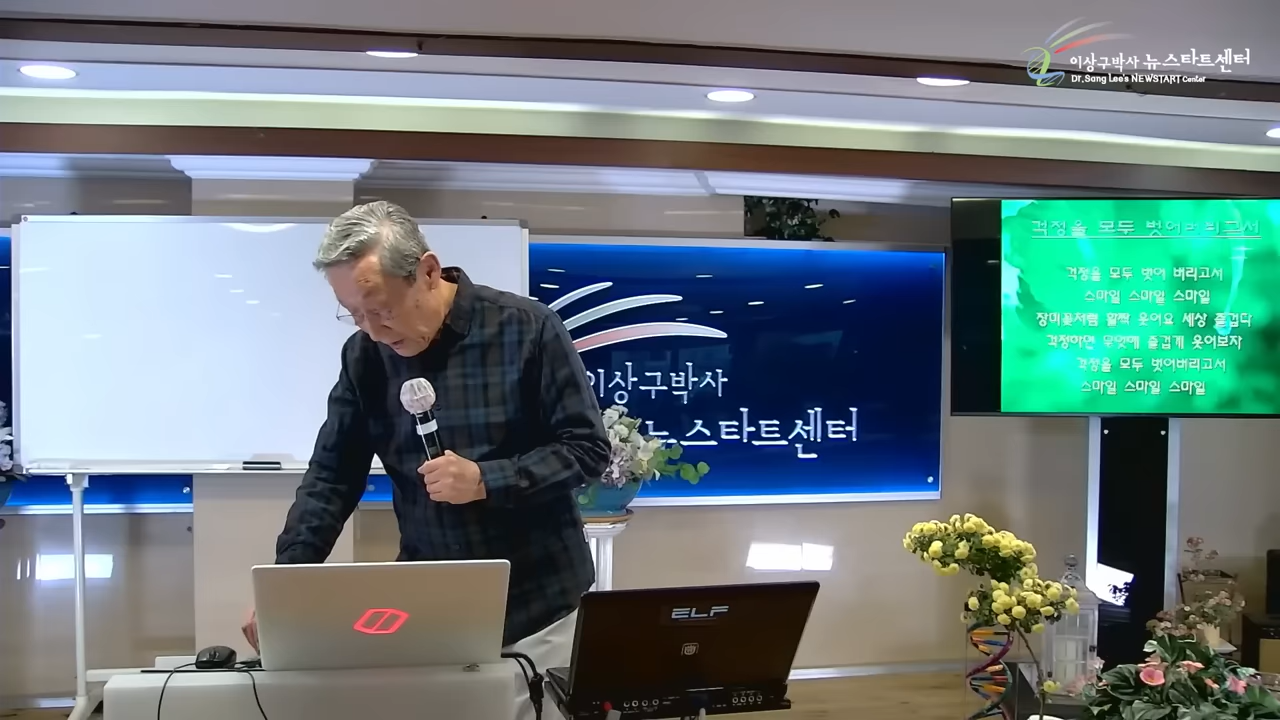 이상구박사 뉴스타트센터
Dr. Sang Lee's NEWSTART Center
걱정을 모두 벗어버리고서
걱정을 모두 벗어 버리고서
스마일 스마일 스마일
장미꽃처럼 활짝 웃어요 세상 즐겁다
걱정하면 무엇해 즐겁게 웃어보자
걱정을 모두 벗어버리고서
스마일 스마일 스마일
이상구박사
뉴스타트센터
ELF